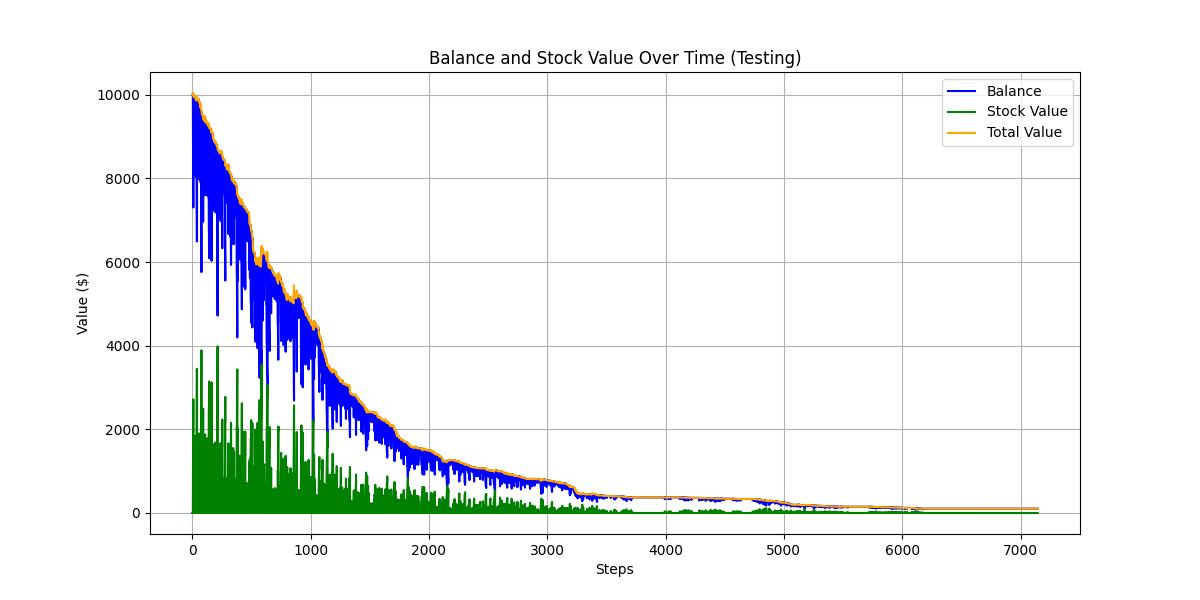 Balance and Stock Value Over Time (Testing)
Balance
Stock Value
Total Value
Value ($)
10000
8000
6000
4000
2000
0
0 1000 2000 3000 4000 5000 6000 7000
Steps